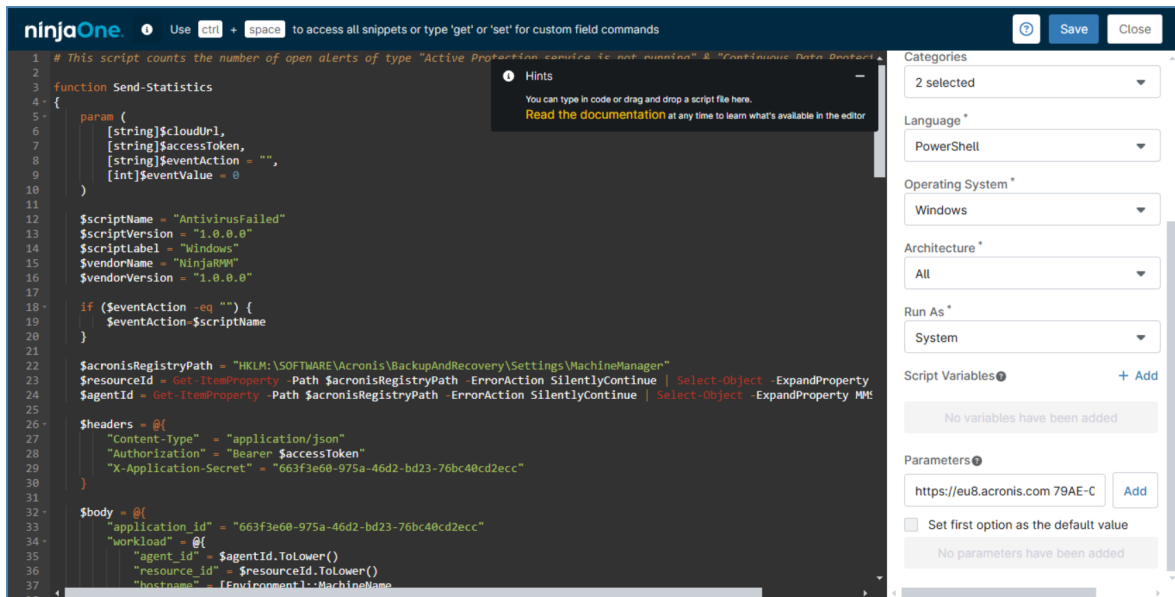 ninjaOne. Use ctrl + space to access all snippets or type 'get' or 'set' for custom field commands
Save
Close
1 # This script counts the number of open alerts of type "Active Protection service is not running" & "Continuous Data Protect
2
3 function Send-Statistics
4 {
5 param (
6 [string]$cloudUrl,
7 [string]$accessToken,
8 [string]$eventAction = "",
9 [int]$eventValue = 0
10 )
11
12 $scriptName = "AntivirusFailed"
13 $scriptVersion = "1.0.0.0"
14 $scriptLabel = "Windows"
15 $vendorName = "NinjaRMM"
16 $vendorVersion = "1.0.0.0"
17
18 if ($eventAction -eq "") {
19 $eventAction=$scriptName
20 }
21
22 $acronisRegistryPath = "HKLM:\SOFTWARE\Acronis\BackupAndRecovery\Settings\MachineManager"
23 $resourceId = Get-ItemProperty -Path $acronisRegistryPath -ErrorAction SilentlyContinue | Select-Object -ExpandProperty
24 $agentId = Get-ItemProperty -Path $acronisRegistryPath -ErrorAction SilentlyContinue | Select-Object -ExpandProperty MMS
25
26 $headers = @{
27 "Content-Type" = "application/json"
28 "Authorization" = "Bearer $accessToken"
29 "X-Application-Secret" = "663f3e60-975a-46d2-bd23-76bc40cd2ecc"
30 }
31
32 $body = @{
33 "application_id" = "663f3e60-975a-46d2-bd23-76bc40cd2ecc"
34 "workload" = @{
35 "agent_id" = $agentId.ToLower()
36 "resource_id" = $resourceId.ToLower()
37 "hostname" = [Environment]::MachineName
Hints
You can type in code or drag and drop a script file here.
Read the documentation at any time to learn what's available in the editor
Categories
2 selected
Language *
PowerShell
Operating System *
Windows
Architecture *
All
Run As *
System
Script Variables
+ Add
No variables have been added
Parameters
https://eu8.acronis.com 79AE-C
Add
Set first option as the default value
No parameters have been added